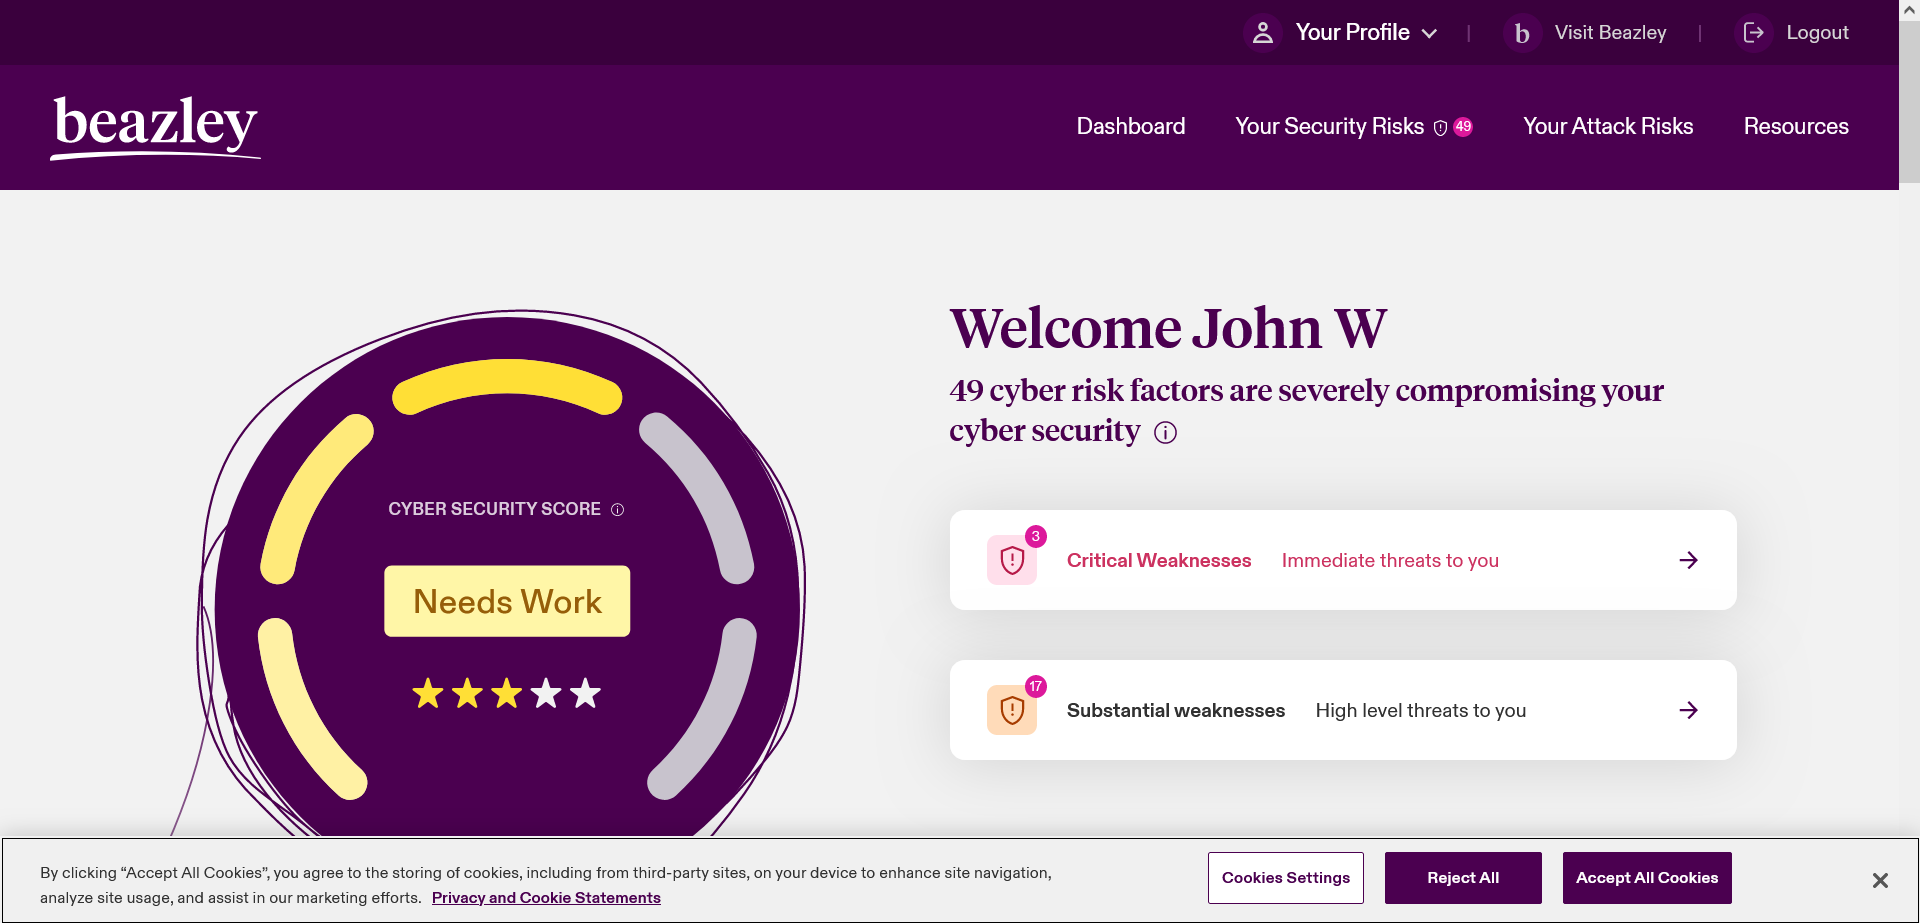 Your Profile
b
Visit Beazley
Logout
beazley
Dashboard
Your Security Risks
49
Your Attack Risks
Resources
CYBER SECURITY SCORE
Needs Work
Welcome John W
49 cyber risk factors are severely compromising your
cyber security
3
Critical Weaknesses
Immediate threats to you
17
Substantial weaknesses
High level threats to you
By clicking “Accept All Cookies”, you agree to the storing of cookies, including from third-party sites, on your device to enhance site navigation,
analyze site usage, and assist in our marketing efforts. Privacy and Cookie Statements
Cookies Settings
Reject All
Accept All Cookies